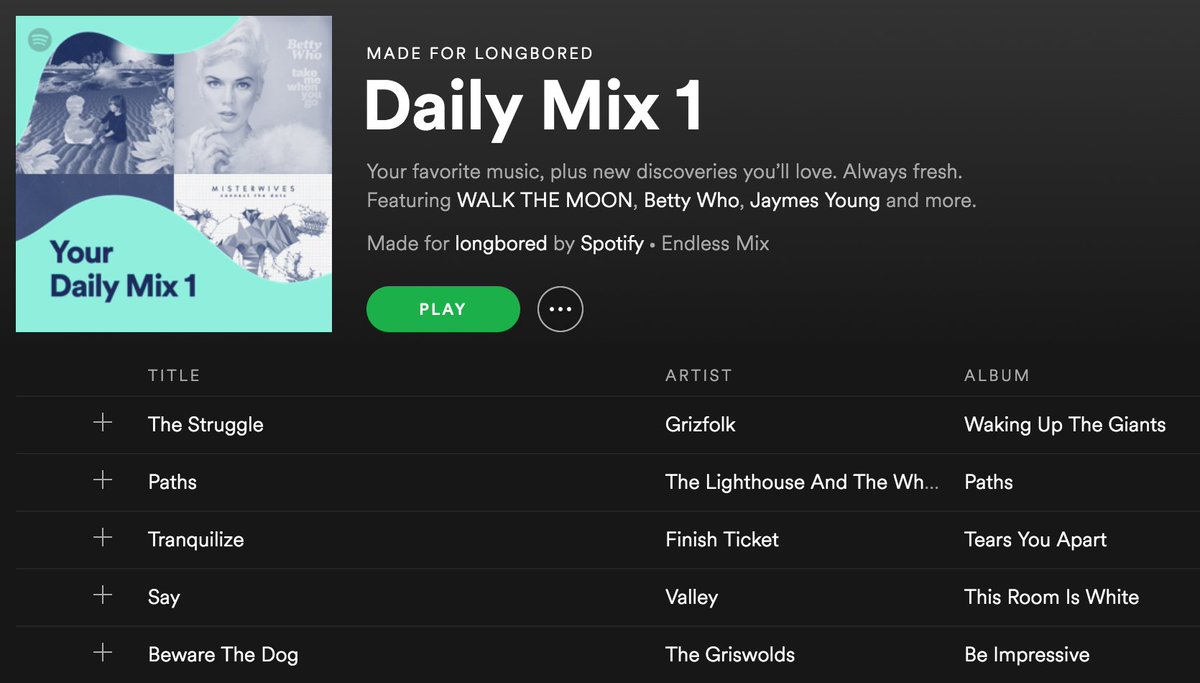 Betty
Who
take
me
when
you
go
MISTERWIVES
connect the dots
Your
Daily Mix 1
MADE FOR LONGBORED
Daily Mix 1
Your favorite music, plus new discoveries you’ll love. Always fresh.
Featuring WALK THE MOON, Betty Who, Jaymes Young and more.
Made for longbored by Spotify • Endless Mix
PLAY
TITLE ARTIST ALBUM
The Struggle Grizfolk Waking Up The Giants
Paths The Lighthouse And The Wh... Paths
Tranquilize Finish Ticket Tears You Apart
Say Valley This Room Is White
Beware The Dog The Griswolds Be Impressive